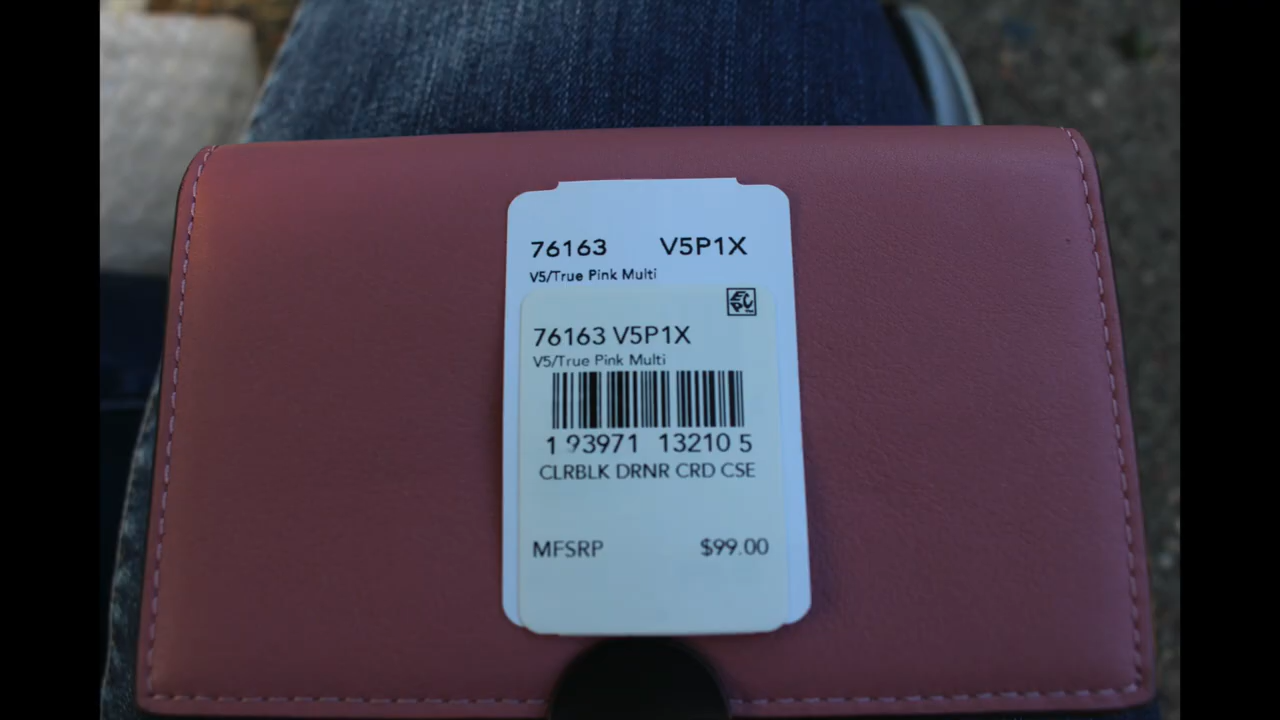 76163 V5P1X
V5/True Pink Multi
EPC
76163 V5P1X
V5/True Pink Multi
1 93971 13210 5
CLRBLK DRNR CRD CSE
MFSRP $99.00